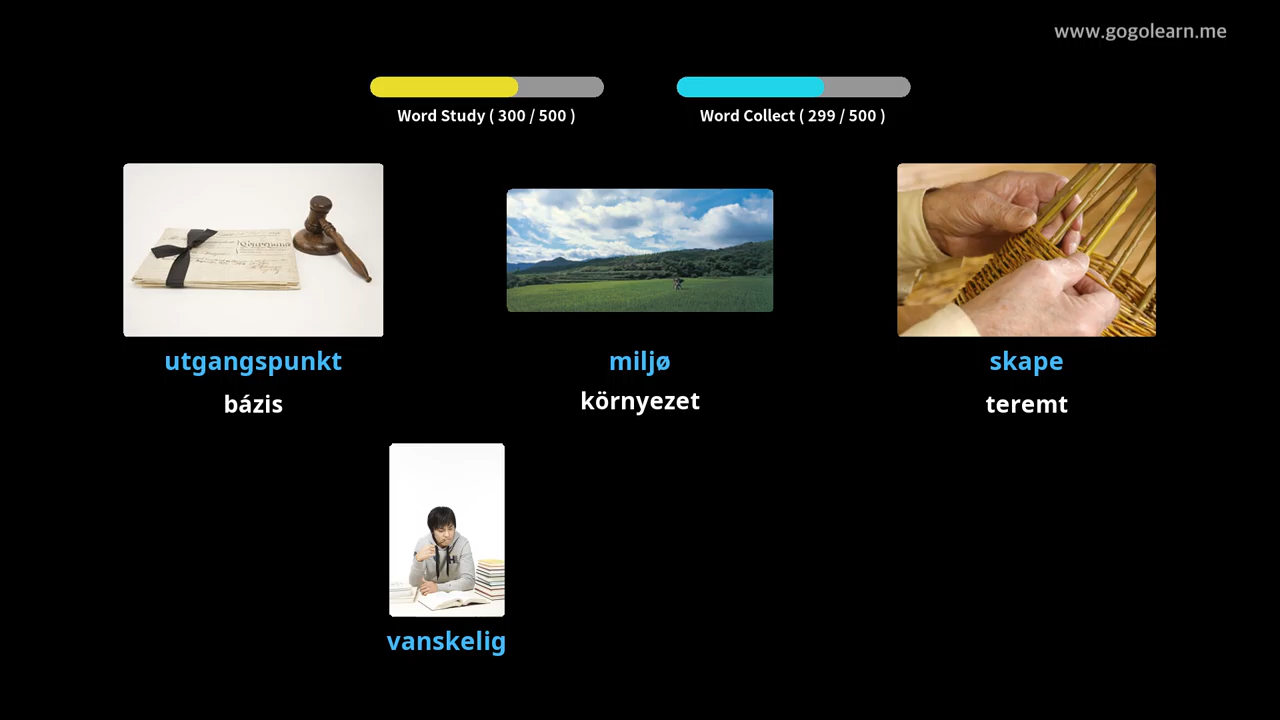 www.gogolearn.me
Word Study ( 300 / 500 )
Word Collect ( 299 / 500 )
utgangspunkt
miljø
skape
bázis
környezet
teremt
vanskelig